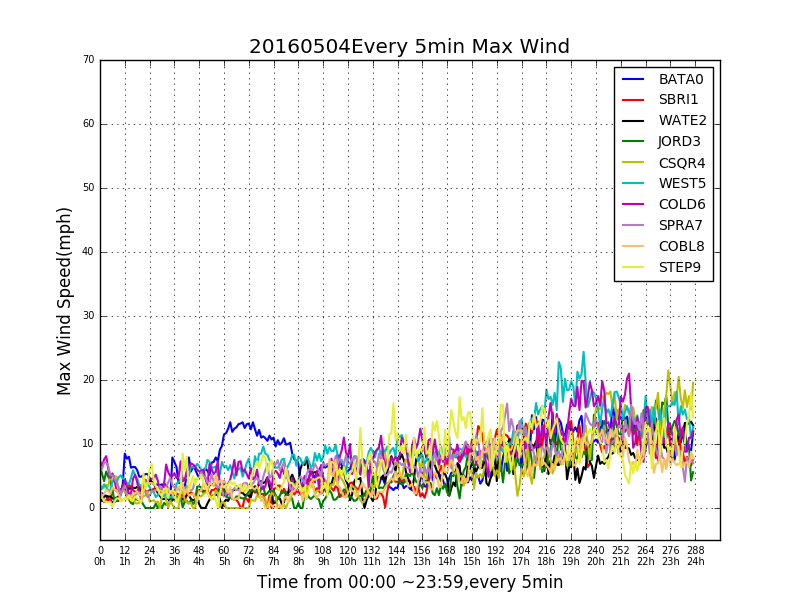 20160504Every 5min Max Wind
70
60
50
40
30
20
10
0
Max Wind Speed(mph)
BATA0
SBRI1
WATE2
JORD3
CSQR4
WEST5
COLD6
SPRA7
COBL8
STEP9
0 12 24 36 48 60 72 84 96 108 120 132 144 156 168 180 192 204 216 228 240 252 264 276 288
0h 1h 2h 3h 4h 5h 6h 7h 8h 9h 10h 11h 12h 13h 14h 15h 16h 17h 18h 19h 20h 21h 22h 23h 24h
Time from 00:00 ~23:59,every 5min